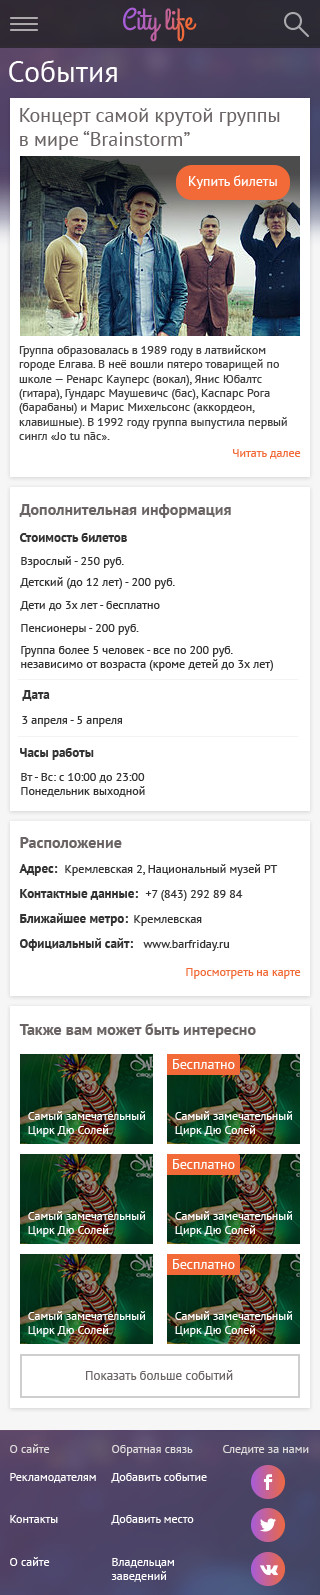 City life
События
Концерт самой крутой группы
в мире “Brainstorm”
Купить билеты
Группа образовалась в 1989 году в латвийском
городе Елгава. В неё вошли пятеро товарищей по
школе — Ренарс Кауперс (вокал), Янис Юбалтс
(гитара), Гундарс Маушевичс (бас), Каспарс Рога
(барабаны) и Марис Михельсонс (аккордеон,
клавишные). В 1992 году группа выпустила первый
сингл «Jo tu nāc».
Читать далее
Дополнительная информация
Стоимость билетов
Взрослый - 250 руб.
Детский (до 12 лет) - 200 руб.
Дети до 3х лет - бесплатно
Пенсионеры - 200 руб.
Группа более 5 человек - все по 200 руб.
независимо от возраста (кроме детей до 3х лет)
Дата
3 апреля - 5 апреля
Часы работы
Вт - Вс: с 10:00 до 23:00
Понедельник выходной
Расположение
Адрес: Кремлевская 2, Национальный музей РТ
Контактные данные: +7 (843) 292 89 84
Ближайшее метро: Кремлевская
Официальный сайт: www.barfriday.ru
Просмотреть на карте
Также вам может быть интересно
Самый замечательный
Цирк Дю Солей
Бесплатно
Самый замечательный
Цирк Дю Солей
Самый замечательный
Цирк Дю Солей
Бесплатно
Самый замечательный
Цирк Дю Солей
Самый замечательный
Цирк Дю Солей
Бесплатно
Самый замечательный
Цирк Дю Солей
Показать больше событий
О сайте Обратная связь Следите за нами
Рекламодателям Добавить событие
Контакты Добавить место
О сайте Владельцам
заведений